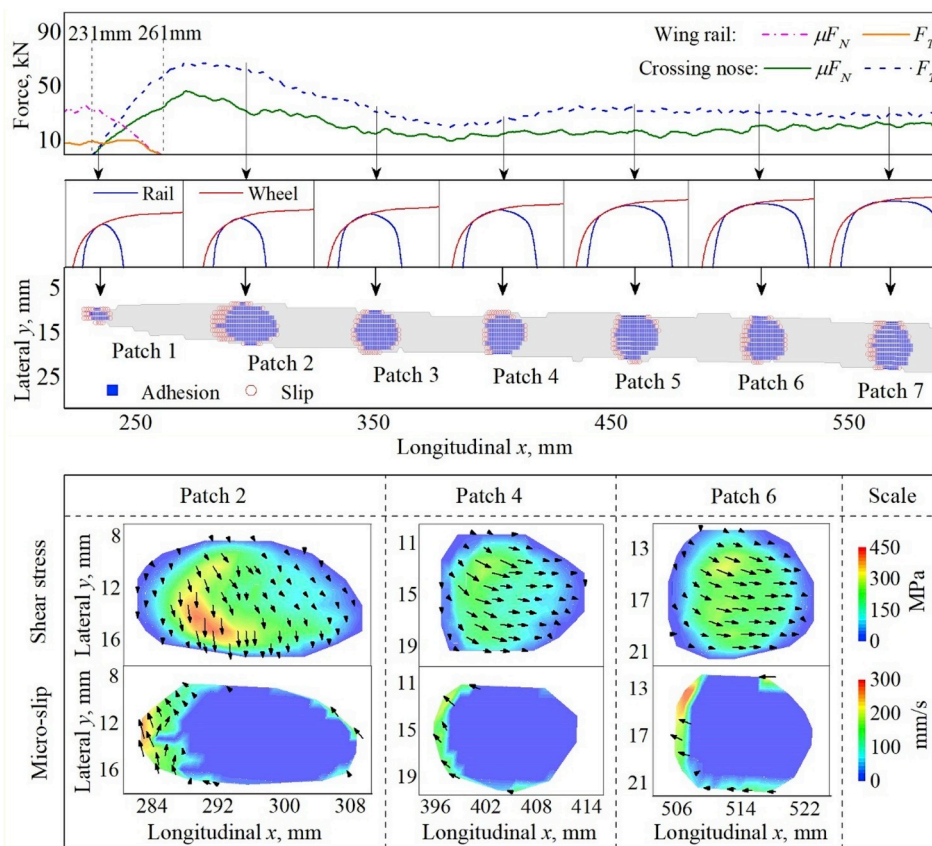 90
50
10
Force, kN
231mm
261mm
Wing rail: μF_N F_T
Crossing nose: μF_N F_T
Rail Wheel
5
15
25
Lateral y, mm
Patch 1
Patch 2
Patch 3
Patch 4
Patch 5
Patch 6
Patch 7
Adhesion Slip
250 350 450 550
Longitudinal x, mm
Patch 2 Patch 4 Patch 6 Scale
Shear stress
Lateral y, mm
8
12
16
11
15
19
13
17
21
450
300
150
0
MPa
Micro-slip
Lateral y, mm
8
12
16
11
15
19
13
17
21
300
200
100
0
mm/s
284 292 300 308
396 402 408 414
506 514 522
Longitudinal x, mm Longitudinal x, mm Longitudinal x, mm